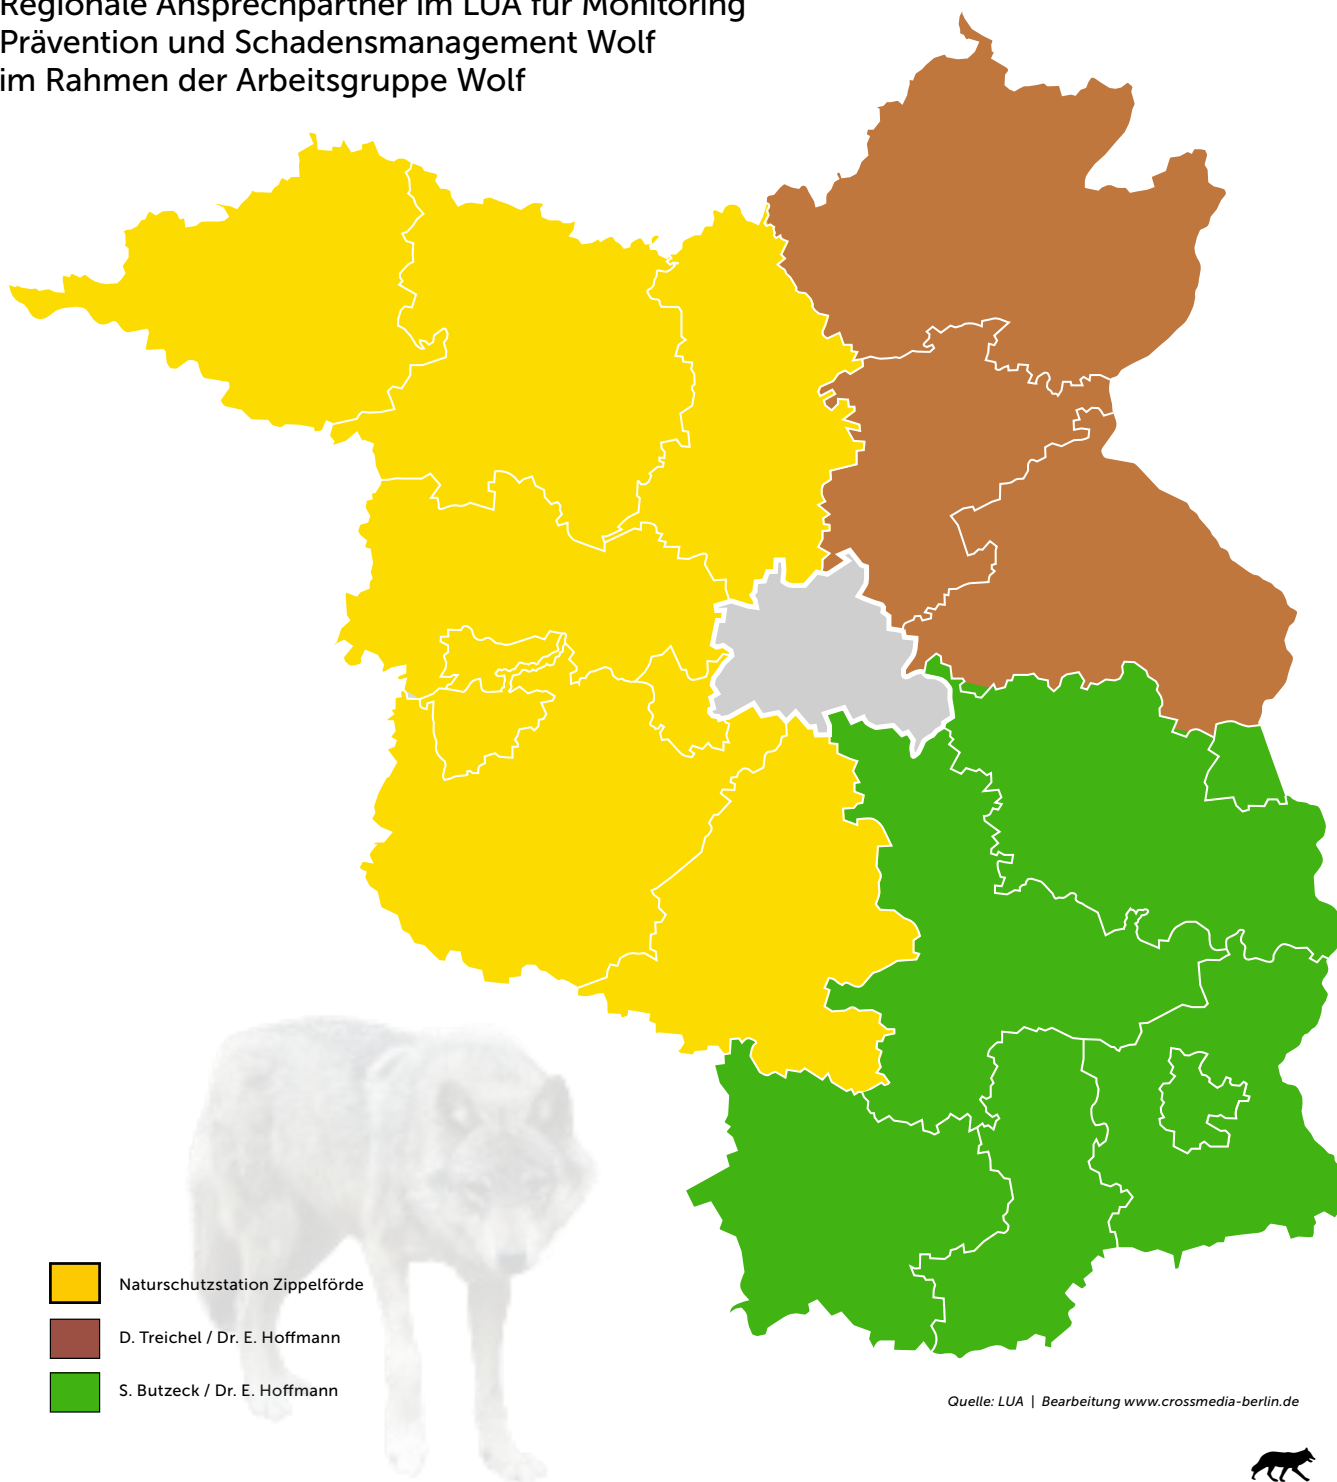 Regionale Ansprechpartner im LUA für Monitoring
Prävention und Schadensmanagement Wolf
im Rahmen der Arbeitsgruppe Wolf
Naturschutzstation Zippelförde
D. Treichel / Dr. E. Hoffmann
S. Butzeck / Dr. E. Hoffmann
Quelle: LUA | Bearbeitung www.crossmedia-berlin.de